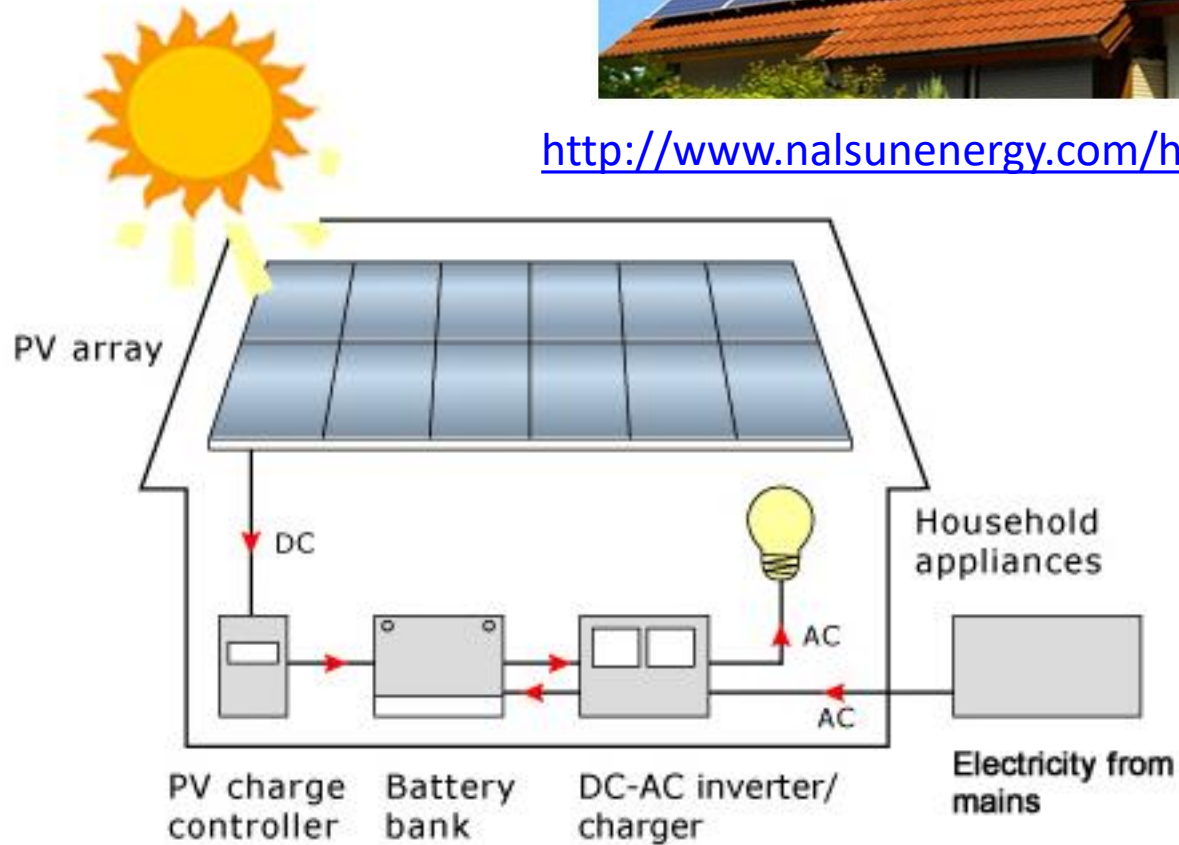 http://www.nalsunenergy.com/h
PV array
DC
Household
appliances
AC
AC
PV charge
controller
Battery
bank
DC-AC inverter/
charger
Electricity from
mains